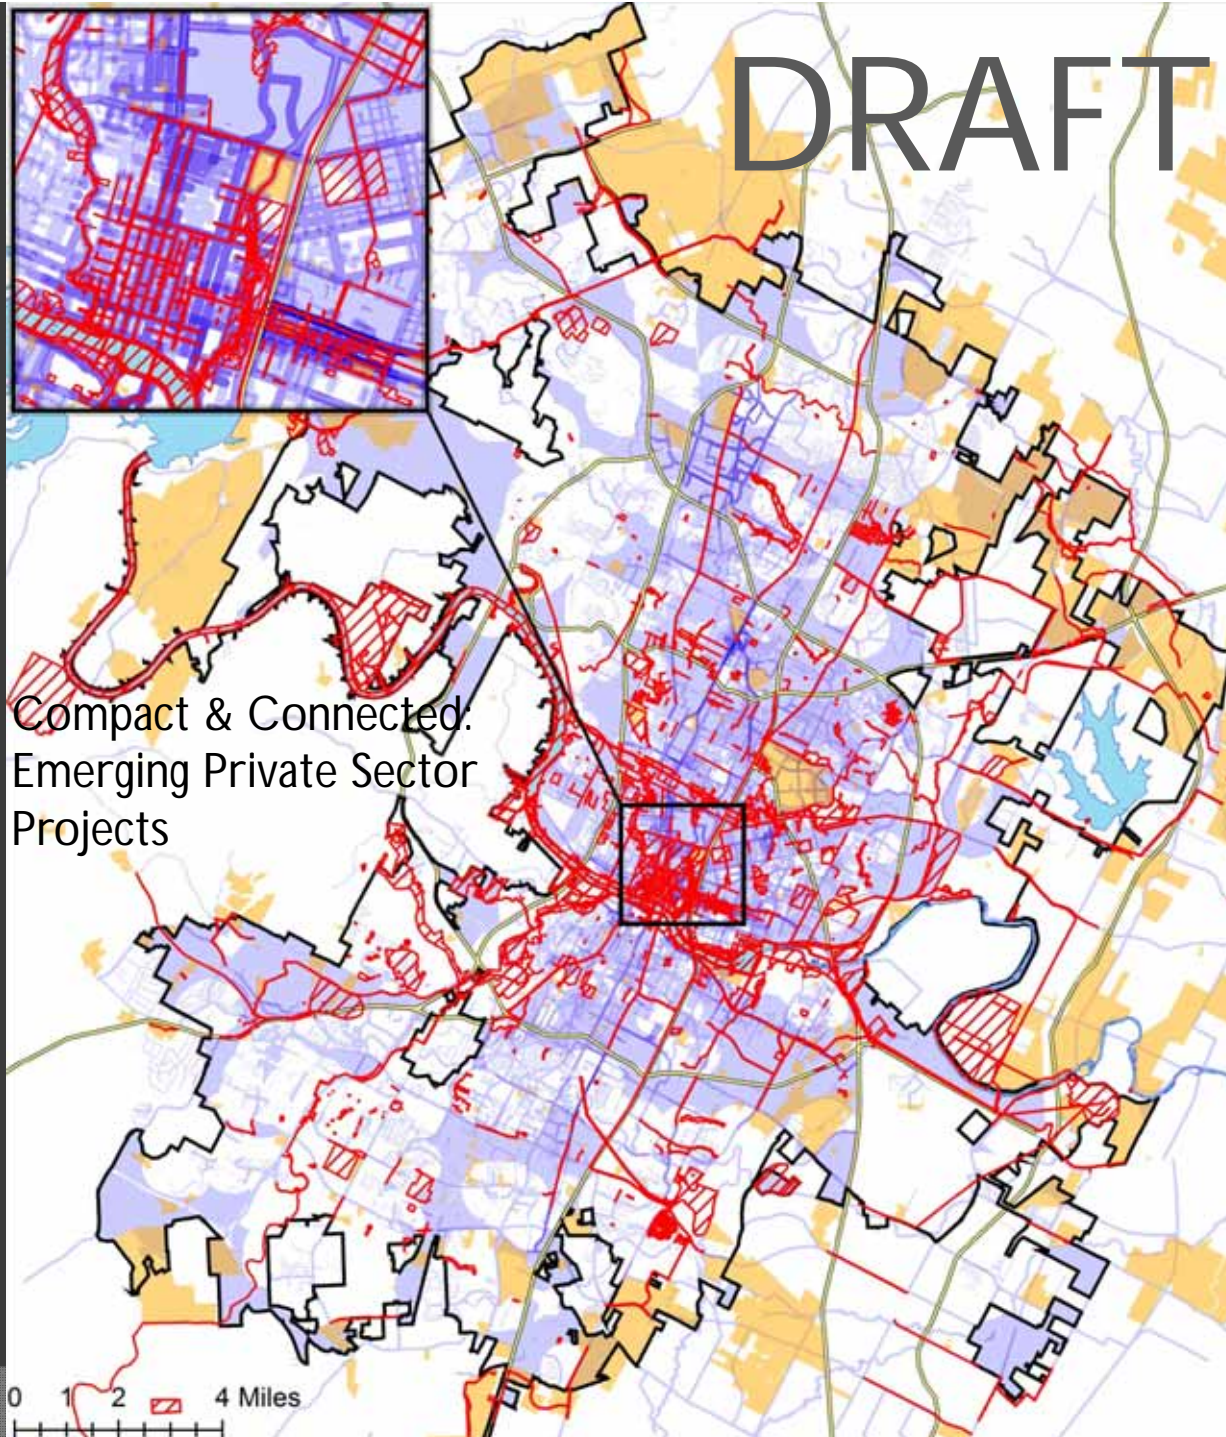 DRAFT
Compact & Connected:
Emerging Private Sector
Projects
0 1 2 4 Miles